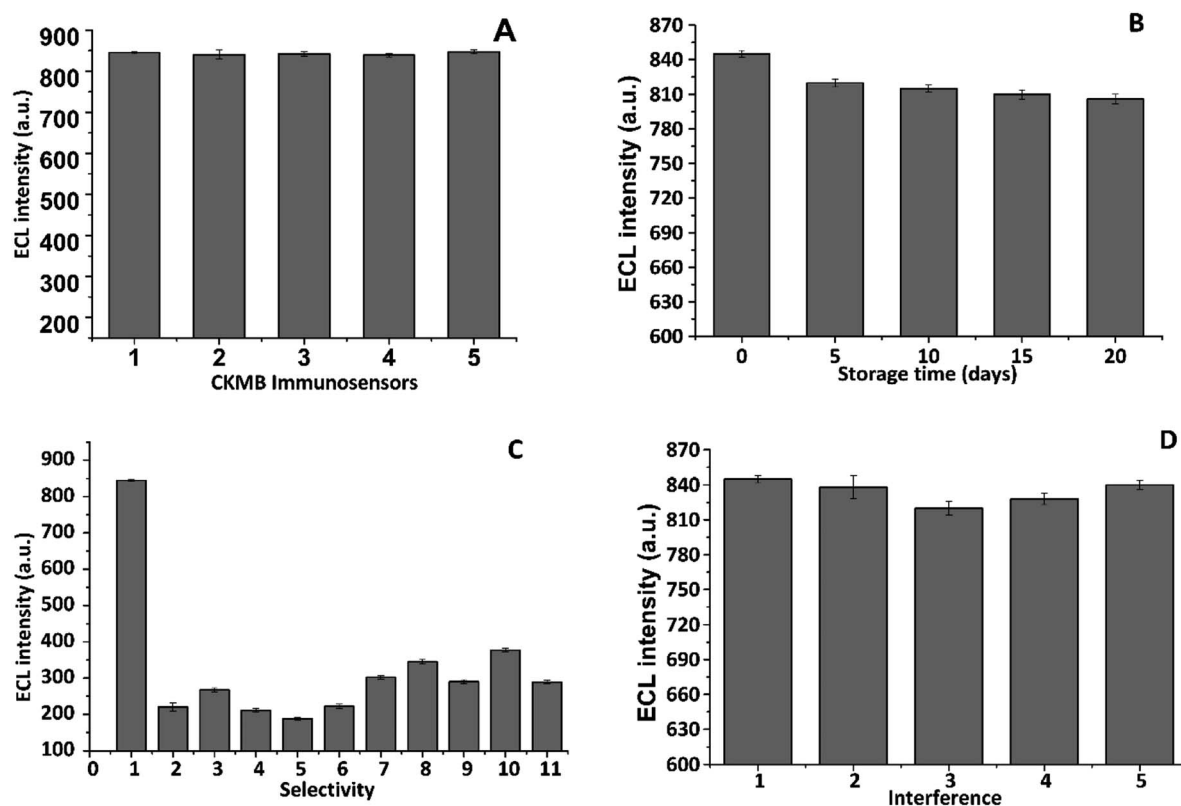 A
ECL intensity (a.u.)
900
800
700
600
500
400
300
200
1 2 3 4 5
CKMB Immunosensors
B
ECL intensity (a.u.)
870
840
810
780
750
720
690
660
630
600
0 5 10 15 20
Storage time (days)
C
ECL intensity (a.u.)
900
800
700
600
500
400
300
200
100
0 1 2 3 4 5 6 7 8 9 10 11
Selectivity
D
ECL intensity (a.u.)
870
840
810
780
750
720
690
660
630
600
1 2 3 4 5
Interference